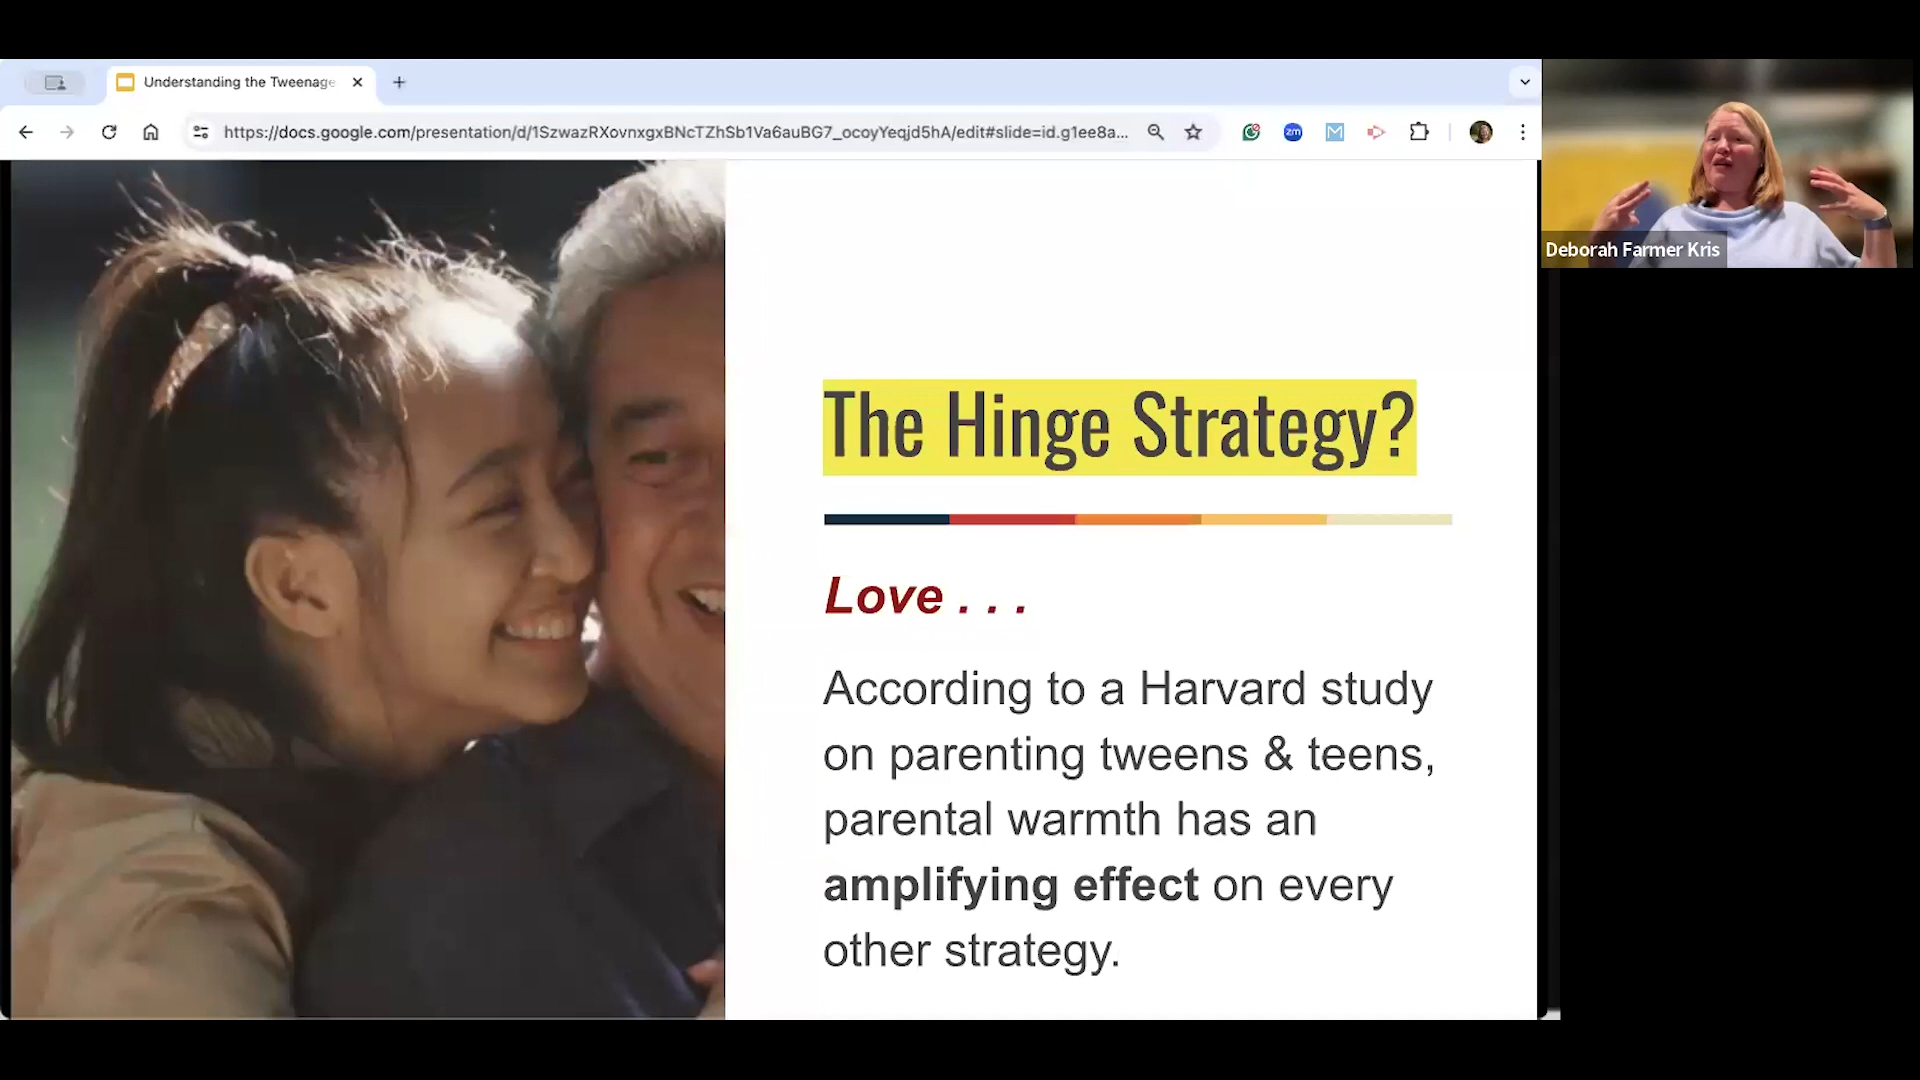 Understanding the Tweenage
https://docs.google.com/presentation/d/1SzwazRXovnxgxBNcTZhSb1Va6auBG7_ocoyYeqjd5hA/edit#slide=id.g1ee8a...
zm
M
Deborah Farmer Kris
The Hinge Strategy?
Love . . .
According to a Harvard study
on parenting tweens & teens,
parental warmth has an
amplifying effect on every
other strategy.